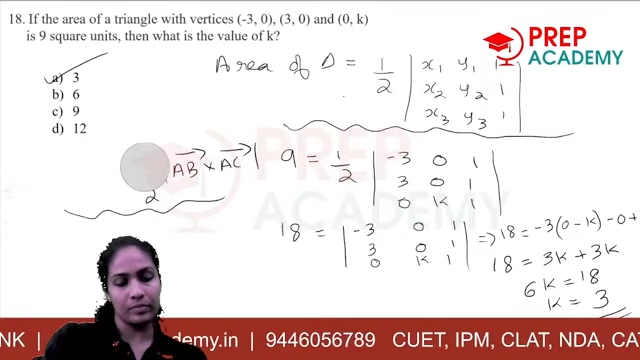 18. If the area of a triangle with vertices (-3, 0), (3, 0) and (0, k)
is 9 square units, then what is the value of k?
a) 3
b) 6
c) 9
d) 12
PREP
ACADEMY
Area of Δ = 1/2 | x1 y1 1
x2 y2 1
x3 y3 1 |
2 AB × AC |
9 = 1/2 | -3 0 1
3 0 1
0 k 1 |
18 = | -3 0 1
3 0 1
0 k 1 |
=> 18 = -3(0-k) -0 +
18 = 3k + 3k
6k = 18
k = 3
PREP
ACADEMY
NK | academy.in | 9446056789 CUET, IPM, CLAT, NDA, CA